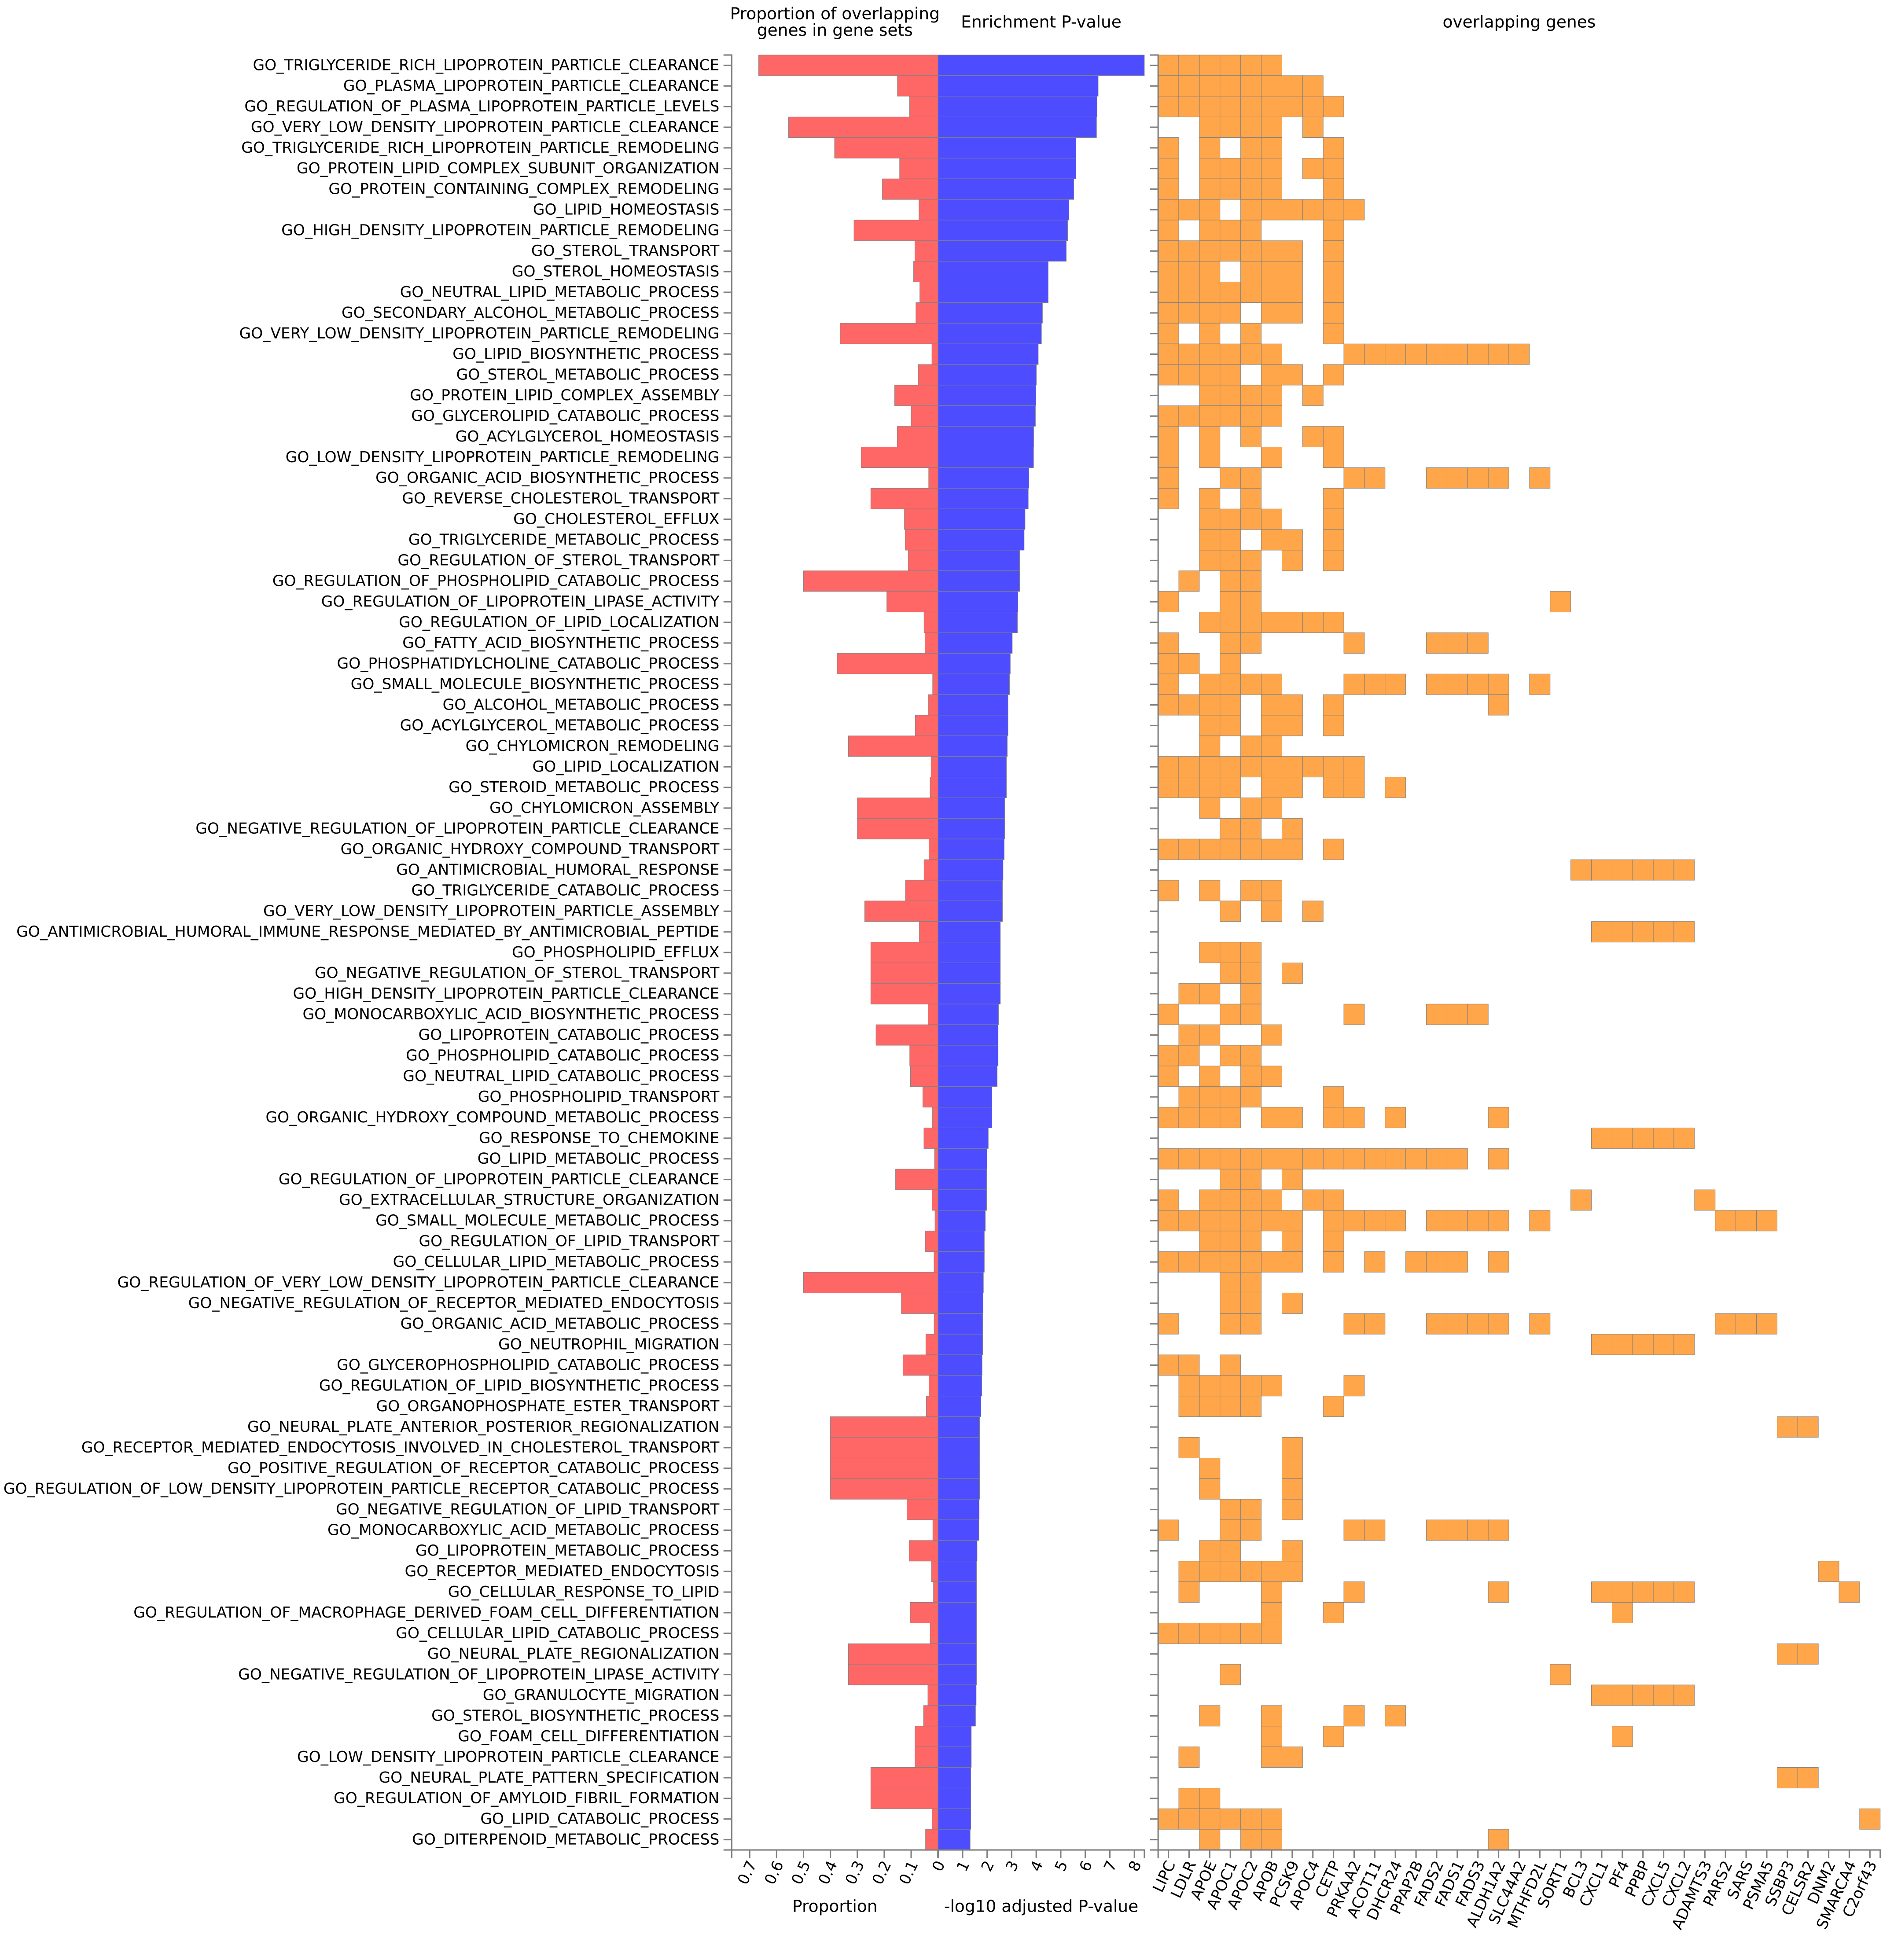 Proportion of overlapping
genes in gene sets
Enrichment P-value
overlapping genes
GO_TRIGLYCERIDE_RICH_LIPOPROTEIN_PARTICLE_CLEARANCE
GO_PLASMA_LIPOPROTEIN_PARTICLE_CLEARANCE
GO_REGULATION_OF_PLASMA_LIPOPROTEIN_PARTICLE_LEVELS
GO_VERY_LOW_DENSITY_LIPOPROTEIN_PARTICLE_CLEARANCE
GO_TRIGLYCERIDE_RICH_LIPOPROTEIN_PARTICLE_REMODELING
GO_PROTEIN_LIPID_COMPLEX_SUBUNIT_ORGANIZATION
GO_PROTEIN_CONTAINING_COMPLEX_REMODELING
GO_LIPID_HOMEOSTASIS
GO_HIGH_DENSITY_LIPOPROTEIN_PARTICLE_REMODELING
GO_STEROL_TRANSPORT
GO_STEROL_HOMEOSTASIS
GO_NEUTRAL_LIPID_METABOLIC_PROCESS
GO_SECONDARY_ALCOHOL_METABOLIC_PROCESS
GO_VERY_LOW_DENSITY_LIPOPROTEIN_PARTICLE_REMODELING
GO_LIPID_BIOSYNTHETIC_PROCESS
GO_STEROL_METABOLIC_PROCESS
GO_PROTEIN_LIPID_COMPLEX_ASSEMBLY
GO_GLYCEROLIPID_CATABOLIC_PROCESS
GO_ACYLGLYCEROL_HOMEOSTASIS
GO_LOW_DENSITY_LIPOPROTEIN_PARTICLE_REMODELING
GO_ORGANIC_ACID_BIOSYNTHETIC_PROCESS
GO_REVERSE_CHOLESTEROL_TRANSPORT
GO_CHOLESTEROL_EFFLUX
GO_TRIGLYCERIDE_METABOLIC_PROCESS
GO_REGULATION_OF_STEROL_TRANSPORT
GO_REGULATION_OF_PHOSPHOLIPID_CATABOLIC_PROCESS
GO_REGULATION_OF_LIPOPROTEIN_LIPASE_ACTIVITY
GO_REGULATION_OF_LIPID_LOCALIZATION
GO_FATTY_ACID_BIOSYNTHETIC_PROCESS
GO_PHOSPHATIDYLCHOLINE_CATABOLIC_PROCESS
GO_SMALL_MOLECULE_BIOSYNTHETIC_PROCESS
GO_ALCOHOL_METABOLIC_PROCESS
GO_ACYLGLYCEROL_METABOLIC_PROCESS
GO_CHYLOMICRON_REMODELING
GO_LIPID_LOCALIZATION
GO_STEROID_METABOLIC_PROCESS
GO_CHYLOMICRON_ASSEMBLY
GO_NEGATIVE_REGULATION_OF_LIPOPROTEIN_PARTICLE_CLEARANCE
GO_ORGANIC_HYDROXY_COMPOUND_TRANSPORT
GO_ANTIMICROBIAL_HUMORAL_RESPONSE
GO_TRIGLYCERIDE_CATABOLIC_PROCESS
GO_VERY_LOW_DENSITY_LIPOPROTEIN_PARTICLE_ASSEMBLY
GO_ANTIMICROBIAL_HUMORAL_IMMUNE_RESPONSE_MEDIATED_BY_ANTIMICROBIAL_PEPTIDE
GO_PHOSPHOLIPID_EFFLUX
GO_NEGATIVE_REGULATION_OF_STEROL_TRANSPORT
GO_HIGH_DENSITY_LIPOPROTEIN_PARTICLE_CLEARANCE
GO_MONOCARBOXYLIC_ACID_BIOSYNTHETIC_PROCESS
GO_LIPOPROTEIN_CATABOLIC_PROCESS
GO_PHOSPHOLIPID_CATABOLIC_PROCESS
GO_NEUTRAL_LIPID_CATABOLIC_PROCESS
GO_PHOSPHOLIPID_TRANSPORT
GO_ORGANIC_HYDROXY_COMPOUND_METABOLIC_PROCESS
GO_RESPONSE_TO_CHEMOKINE
GO_LIPID_METABOLIC_PROCESS
GO_REGULATION_OF_LIPOPROTEIN_PARTICLE_CLEARANCE
GO_EXTRACELLULAR_STRUCTURE_ORGANIZATION
GO_SMALL_MOLECULE_METABOLIC_PROCESS
GO_REGULATION_OF_LIPID_TRANSPORT
GO_CELLULAR_LIPID_METABOLIC_PROCESS
GO_REGULATION_OF_VERY_LOW_DENSITY_LIPOPROTEIN_PARTICLE_CLEARANCE
GO_NEGATIVE_REGULATION_OF_RECEPTOR_MEDIATED_ENDOCYTOSIS
GO_ORGANIC_ACID_METABOLIC_PROCESS
GO_NEUTROPHIL_MIGRATION
GO_GLYCEROPHOSPHOLIPID_CATABOLIC_PROCESS
GO_REGULATION_OF_LIPID_BIOSYNTHETIC_PROCESS
GO_ORGANOPHOSPHATE_ESTER_TRANSPORT
GO_NEURAL_PLATE_ANTERIOR_POSTERIOR_REGIONALIZATION
GO_RECEPTOR_MEDIATED_ENDOCYTOSIS_INVOLVED_IN_CHOLESTEROL_TRANSPORT
GO_POSITIVE_REGULATION_OF_RECEPTOR_CATABOLIC_PROCESS
GO_REGULATION_OF_LOW_DENSITY_LIPOPROTEIN_PARTICLE_RECEPTOR_CATABOLIC_PROCESS
GO_NEGATIVE_REGULATION_OF_LIPID_TRANSPORT
GO_MONOCARBOXYLIC_ACID_METABOLIC_PROCESS
GO_LIPOPROTEIN_METABOLIC_PROCESS
GO_RECEPTOR_MEDIATED_ENDOCYTOSIS
GO_CELLULAR_RESPONSE_TO_LIPID
GO_REGULATION_OF_MACROPHAGE_DERIVED_FOAM_CELL_DIFFERENTIATION
GO_CELLULAR_LIPID_CATABOLIC_PROCESS
GO_NEURAL_PLATE_REGIONALIZATION
GO_NEGATIVE_REGULATION_OF_LIPOPROTEIN_LIPASE_ACTIVITY
GO_GRANULOCYTE_MIGRATION
GO_STEROL_BIOSYNTHETIC_PROCESS
GO_FOAM_CELL_DIFFERENTIATION
GO_LOW_DENSITY_LIPOPROTEIN_PARTICLE_CLEARANCE
GO_NEURAL_PLATE_PATTERN_SPECIFICATION
GO_REGULATION_OF_AMYLOID_FIBRIL_FORMATION
GO_LIPID_CATABOLIC_PROCESS
GO_DITERPENOID_METABOLIC_PROCESS
0.7 0.6 0.5 0.4 0.3 0.2 0.1 0 1 2 3 4 5 6 7 8
LIPC LDLR APOE APOC1 APOC2 APOB PCSK9 APOC4 CETP PRKAA2 ACOT11 DHCR24 PPAP2B FADS2 FADS1 FADS3 ALDH1A2 SLC44A2 MTHFD2L SORT1 BCL3 CXCL1 PF4 PPBP CXCL5 CXCL2 ADAMTS3 PARS2 SARS PSMA5 SSBP3 CELSR2 DNM2 SMARCA4 C2orf43
Proportion
-log10 adjusted P-value